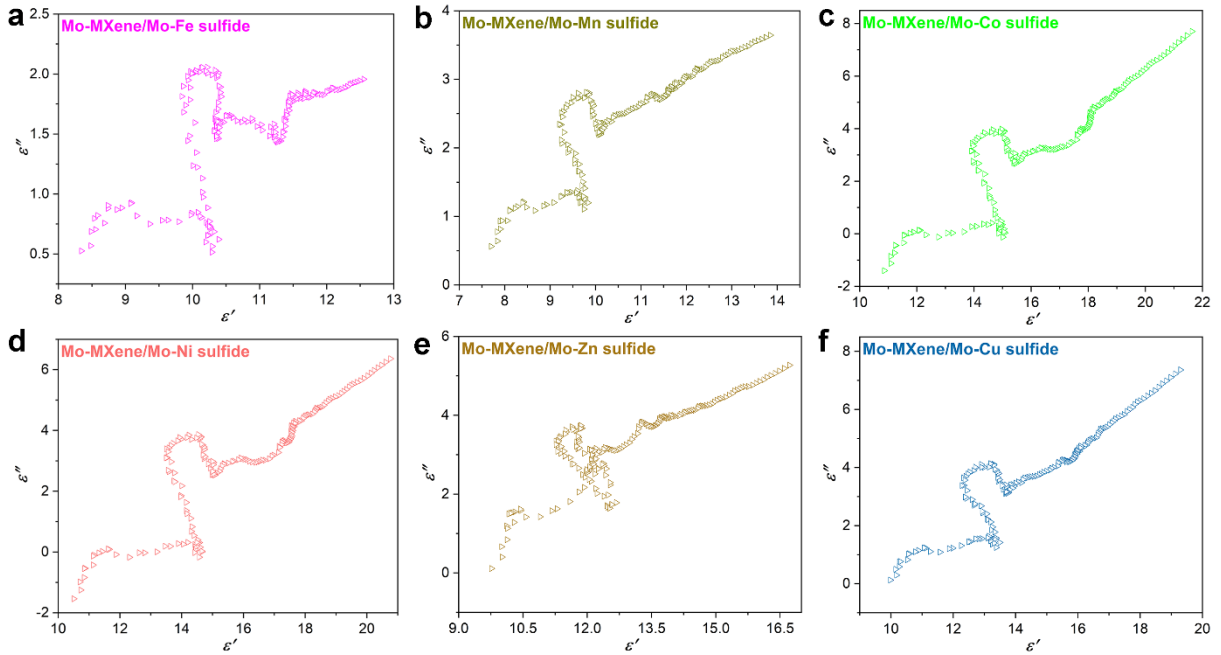 a
Mo-MXene/Mo-Fe sulfide
2.5
2.0
1.5
1.0
0.5
ε″
8 9 10 11 12 13
ε′
b
Mo-MXene/Mo-Mn sulfide
4
3
2
1
0
ε″
7 8 9 10 11 12 13 14 15
ε′
c
Mo-MXene/Mo-Co sulfide
8
6
4
2
0
-2
ε″
10 12 14 16 18 20 22
ε′
d
Mo-MXene/Mo-Ni sulfide
6
4
2
0
-2
ε″
10 12 14 16 18 20
ε′
e
Mo-MXene/Mo-Zn sulfide
6
4
2
0
ε″
9.0 10.5 12.0 13.5 15.0 16.5
ε′
f
Mo-MXene/Mo-Cu sulfide
8
6
4
2
0
ε″
10 12 14 16 18 20
ε′